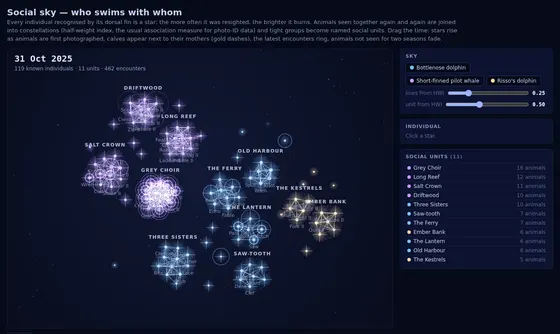 Social sky — who swims with whom
Every individual recognised by its dorsal fin is a star; the more often it was resighted, the brighter it burns. Animals seen together again and again are joined
into constellations (half-weight index, the usual association measure for photo-ID data) and tight groups become named social units. Drag the time: stars rise
as animals are first photographed, calves appear next to their mothers (gold dashes), the latest encounters ring, animals not seen for two seasons fade.
31 Oct 2025
119 known individuals · 11 units · 462 encounters
DRIFTWOOD
LONG REEF
SALT CROWN
OLD HARBOUR
GREY CHOIR
THE FERRY
THE KESTRELS
EMBER BANK
THE LANTERN
THREE SISTERS
SAW-TOOTH
SKY
Bottlenose dolphin
Short-finned pilot whale
Risso's dolphin
lines from HWI 0.25
unit from HWI 0.50
INDIVIDUAL
Click a star.
SOCIAL UNITS (11)
Grey Choir
Long Reef 12 animals
Salt Crown 11 animals
Driftwood 10 animals
Three Sisters 10 animals
Saw-tooth 7 animals
The Ferry 7 animals
Ember Bank 6 animals
The Lantern 6 animals
Old Harbour 6 animals
The Kestrels 5 animals